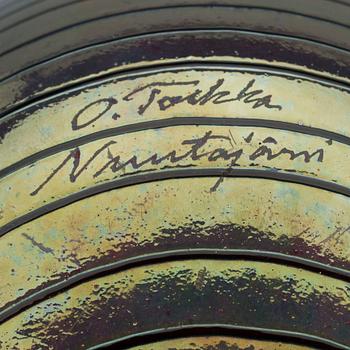 O. Toikka
Nuutajärvi